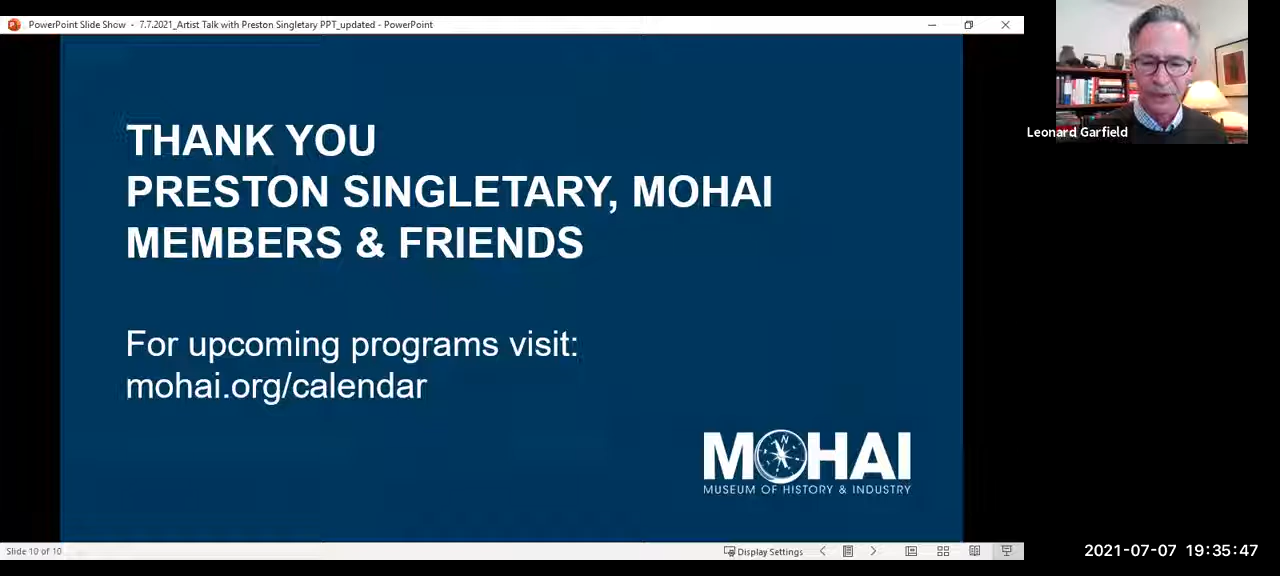 PowerPoint Slide Show - 7.7.2021_Artist Talk with Preston Singletary PPT_updated - PowerPoint
Leonard Garfield
THANK YOU
PRESTON SINGLETARY, MOHAI
MEMBERS & FRIENDS
For upcoming programs visit:
mohai.org/calendar
N
MOHAI
MUSEUM OF HISTORY & INDUSTRY
Slide 10 of 10
Display Settings
2021-07-07 19:35:47